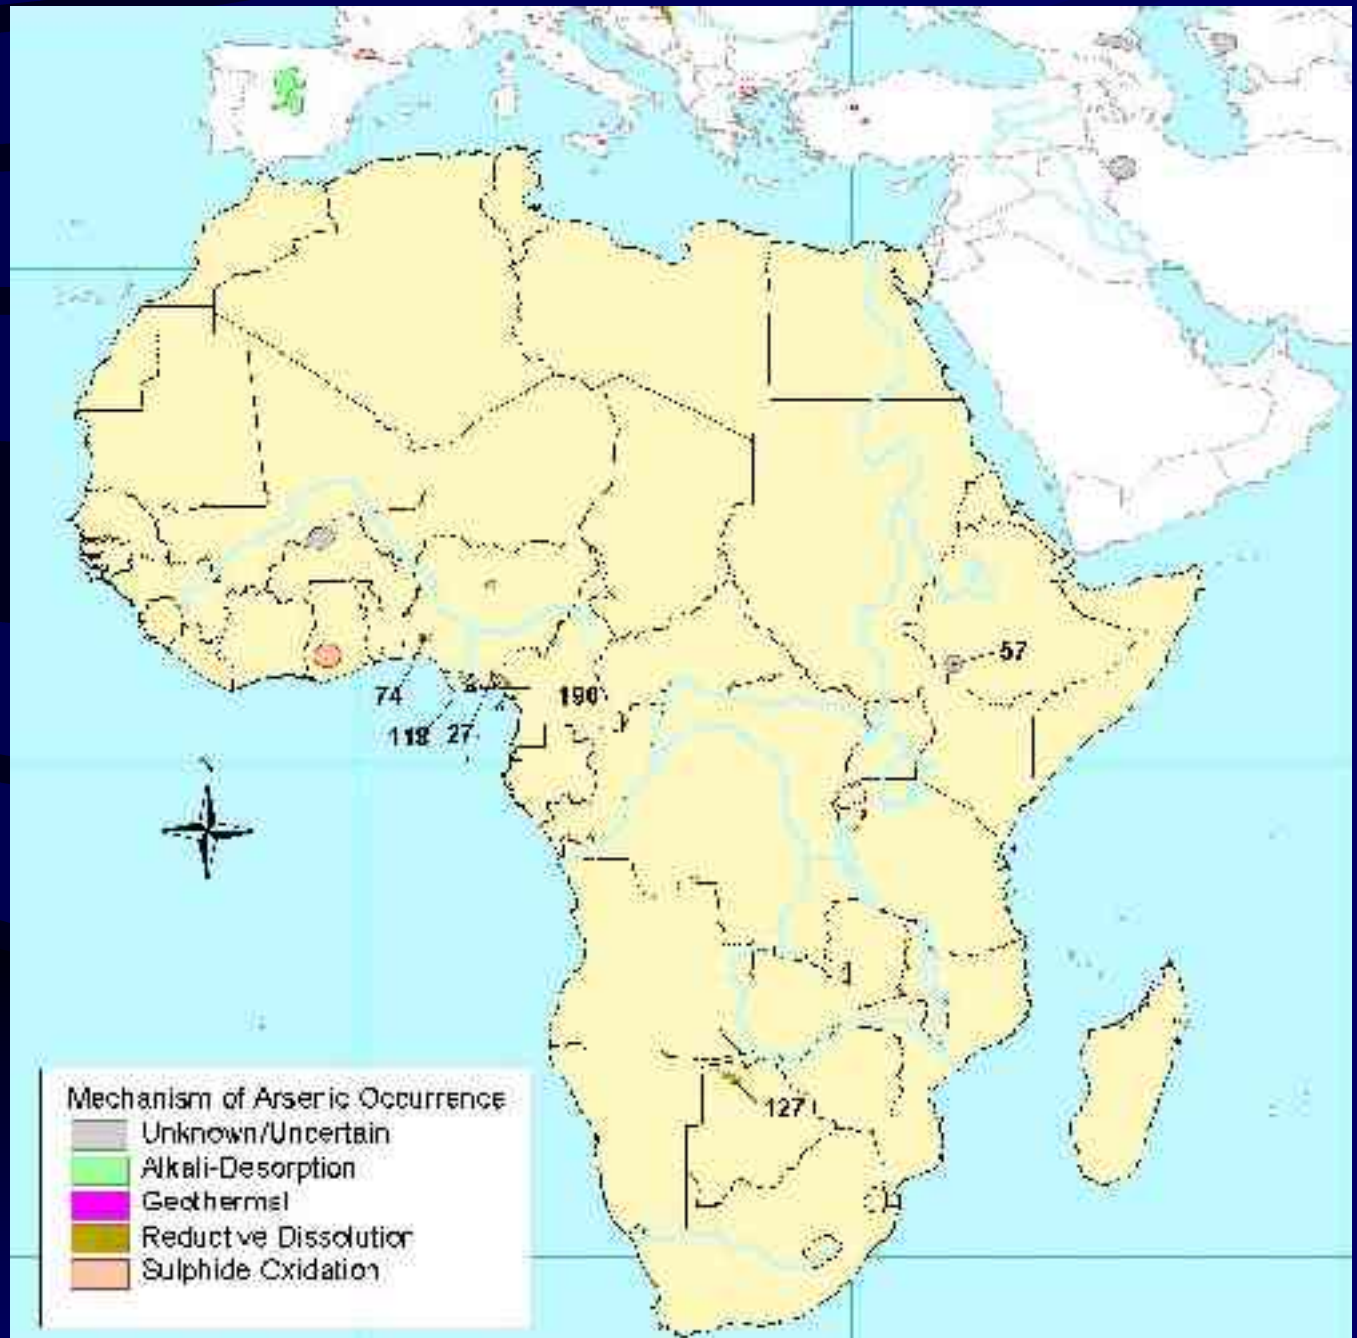 57
74
190
118 27
127
Mechanism of Arsenic Occurrence
Unknown/Uncertain
Alkali-Desorption
Geothermal
Reductive Dissolution
Sulphide Oxidation